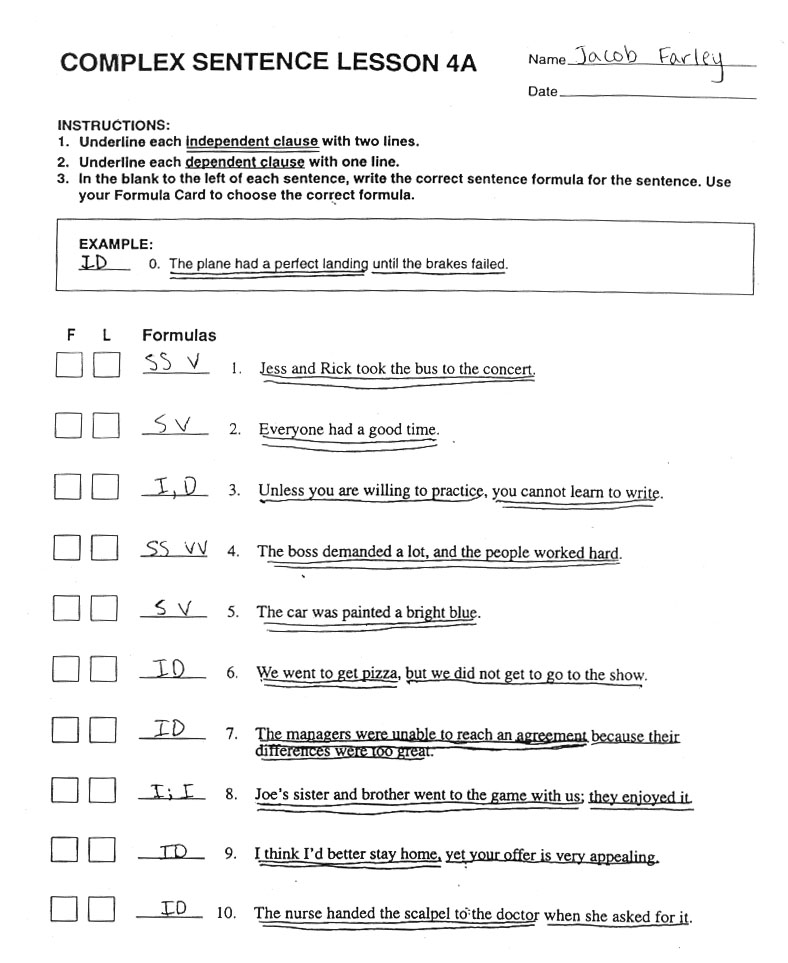 COMPLEX SENTENCE LESSON 4A
Name Jacob Farley
Date
INSTRUCTIONS:
1. Underline each independent clause with two lines.
2. Underline each dependent clause with one line.
3. In the blank to the left of each sentence, write the correct sentence formula for the sentence. Use
your Formula Card to choose the correct formula.
EXAMPLE:
ID 0. The plane had a perfect landing until the brakes failed.
F L Formulas
SS V 1. Jess and Rick took the bus to the concert.
S V 2. Everyone had a good time.
I,D 3. Unless you are willing to practice, you cannot learn to write.
SS VV 4. The boss demanded a lot, and the people worked hard.
S V 5. The car was painted a bright blue.
ID 6. We went to get pizza, but we did not get to go to the show.
ID 7. The managers were unable to reach an agreement because their
differences were too great.
I;I 8. Joe's sister and brother went to the game with us; they enjoyed it.
ID 9. I think I'd better stay home, yet your offer is very appealing.
ID 10. The nurse handed the scalpel to the doctor when she asked for it.